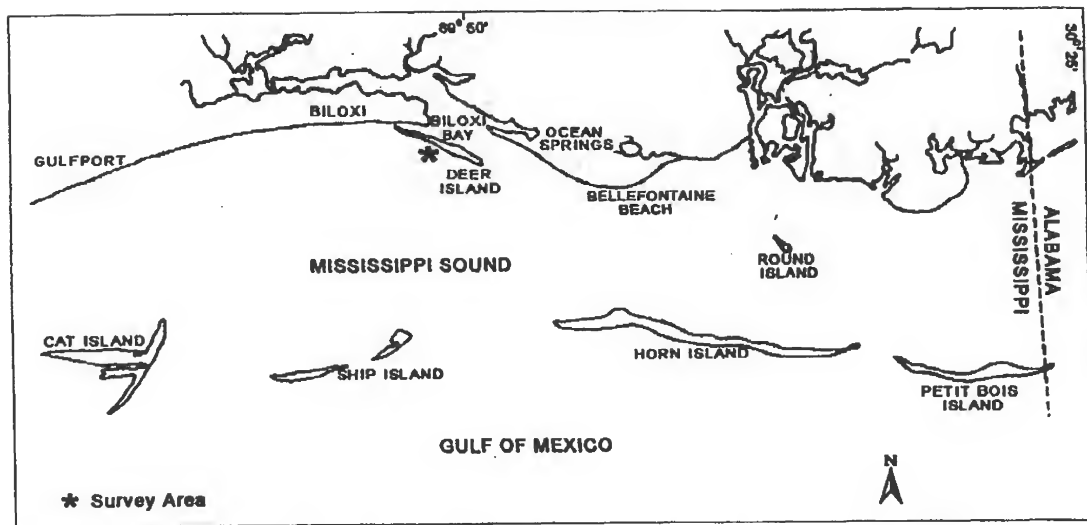 89° 50'
30° 25'
BILOXI
BILOXI
BAY
OCEAN
SPRINGS
GULFPORT
DEER
ISLAND
BELLEFONTAINE
BEACH
MISSISSIPPI
ALABAMA
MISSISSIPPI SOUND
ROUND
ISLAND
CAT ISLAND
SHIP ISLAND
HORN ISLAND
PETIT BOIS
ISLAND
GULF OF MEXICO
N
* Survey Area